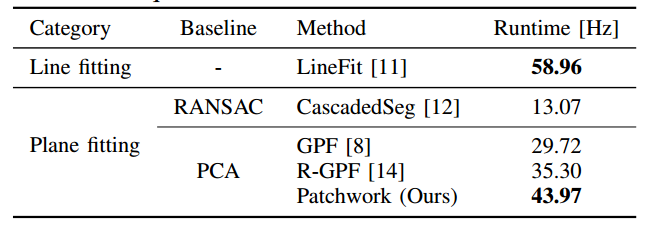 Category Baseline Method Runtime [Hz]
Line fitting - LineFit [11] 58.96
RANSAC CascadedSeg [12] 13.07
Plane fitting GPF [8] 29.72
PCA R-GPF [14] 35.30
Patchwork (Ours) 43.97